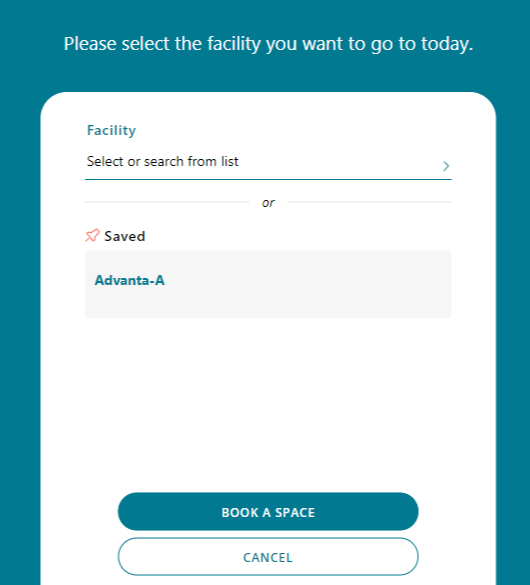 Please select the facility you want to go to today.
Facility
Select or search from list
or
Saved
Advanta-A
BOOK A SPACE
CANCEL